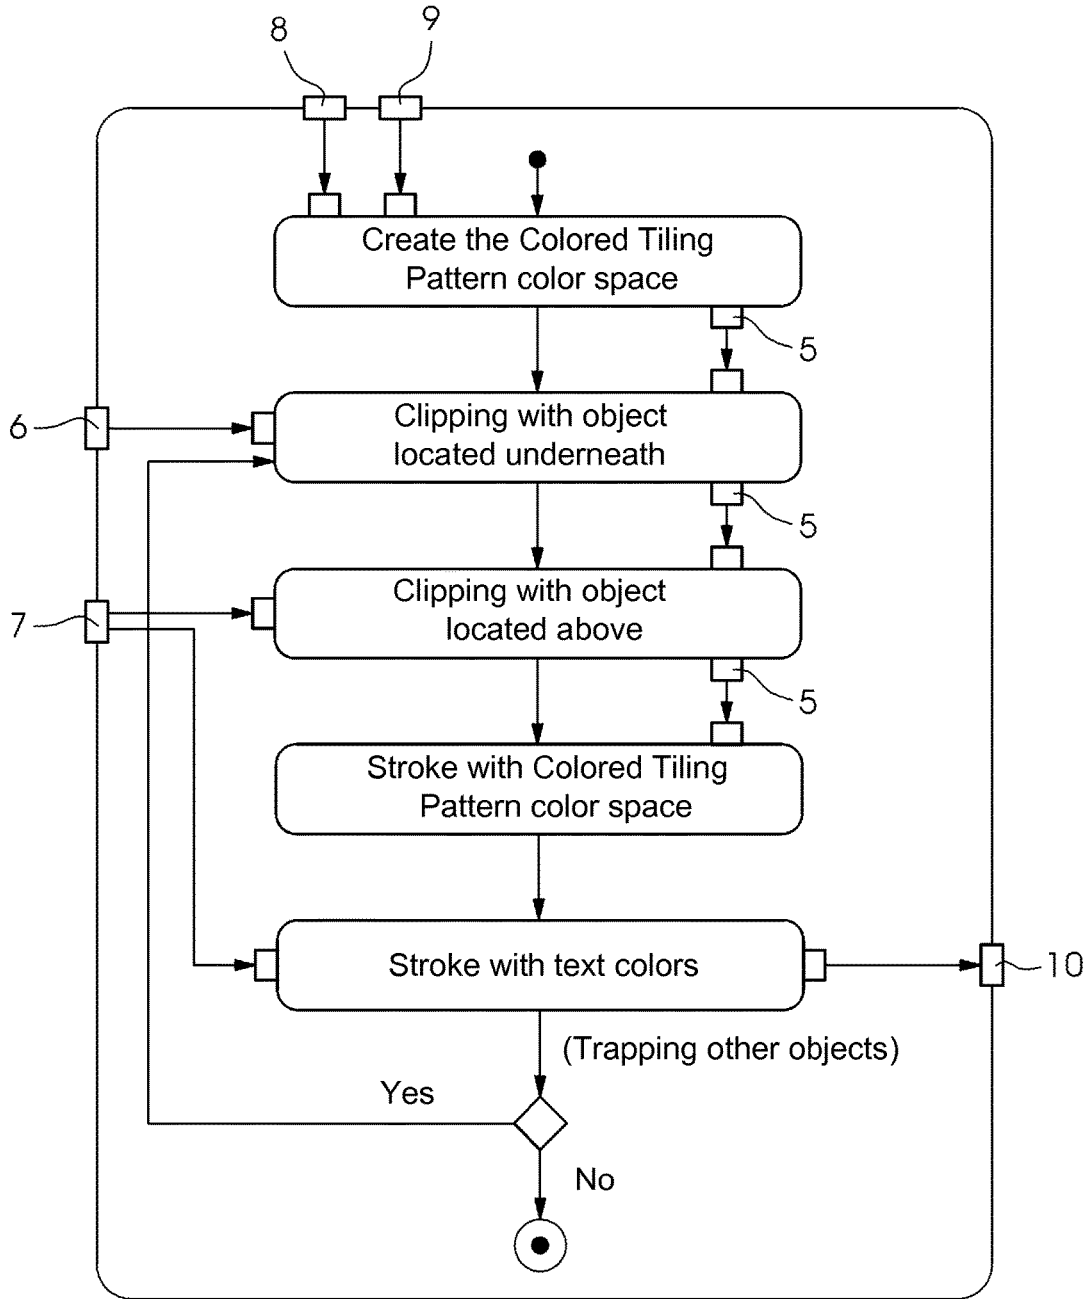 8
9
Create the Colored Tiling
Pattern color space
5
6
Clipping with object
located underneath
5
7
Clipping with object
located above
5
Stroke with Colored Tiling
Pattern color space
Stroke with text colors
10
(Trapping other objects)
Yes
No